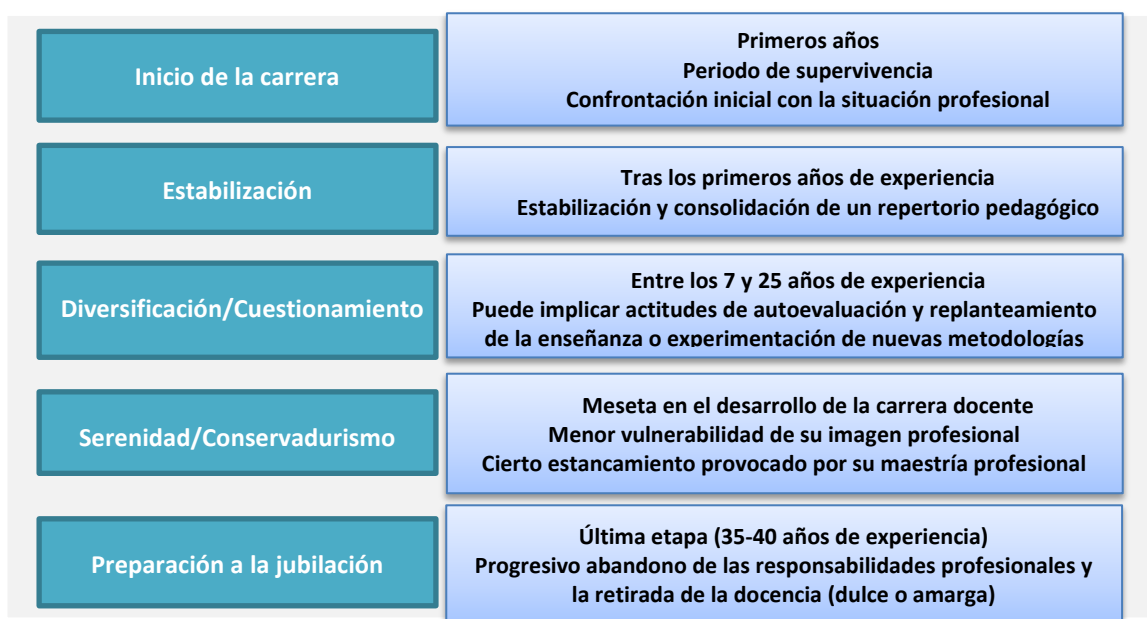 Inicio de la carrera
Primeros años
Periodo de supervivencia
Confrontación inicial con la situación profesional
Estabilización
Tras los primeros años de experiencia
Estabilización y consolidación de un repertorio pedagógico
Diversificación/Cuestionamiento
Entre los 7 y 25 años de experiencia
Puede implicar actitudes de autoevaluación y replanteamiento
de la enseñanza o experimentación de nuevas metodologías
Serenidad/Conservadurismo
Meseta en el desarrollo de la carrera docente
Menor vulnerabilidad de su imagen profesional
Cierto estancamiento provocado por su maestría profesional
Preparación a la jubilación
Última etapa (35-40 años de experiencia)
Progresivo abandono de las responsabilidades profesionales y
la retirada de la docencia (dulce o amarga)